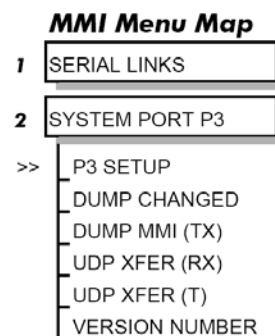 MMI Menu Map
1 SERIAL LINKS
2 SYSTEM PORT P3
>> P3 SETUP
DUMP CHANGED
DUMP MMI (TX)
UDP XFER (RX)
UDP XFER (T)
VERSION NUMBER